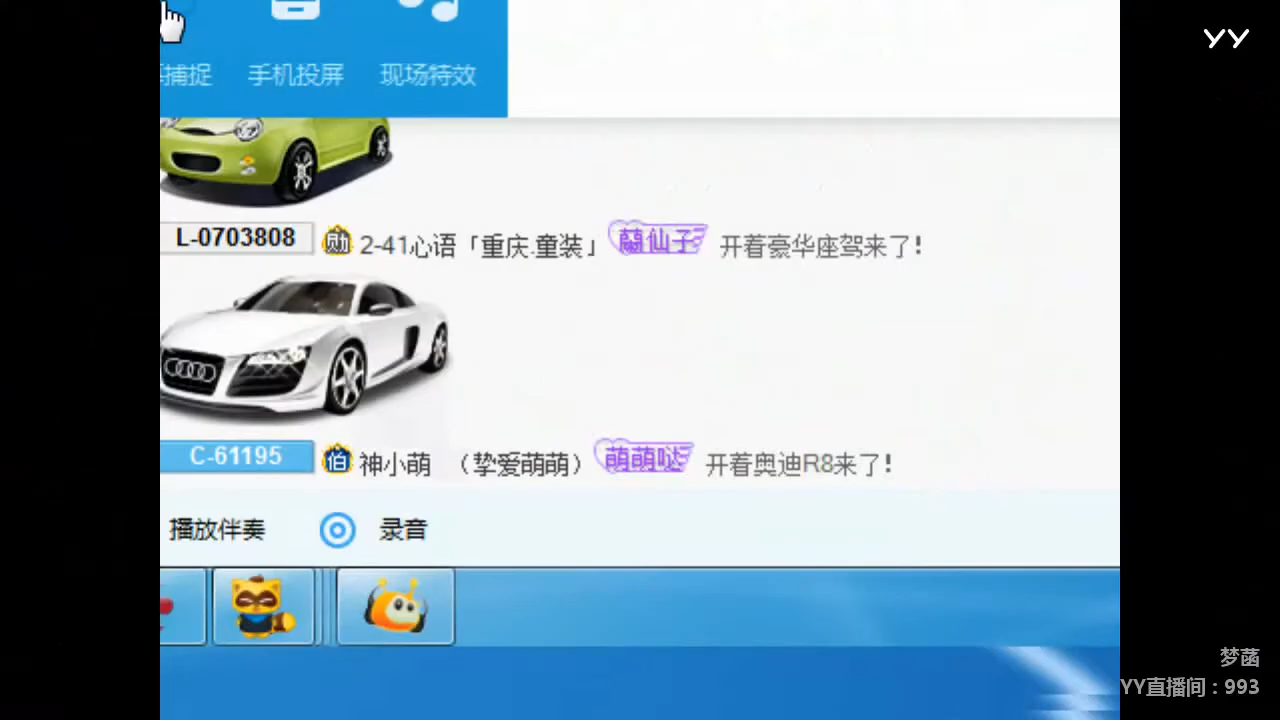 YY
捕捉 手机投屏 现场特效
L-0703808 勋 2-41心语「重庆.童装」 蘭仙子 开着豪华座驾来了!
C-61195 伯 神小萌 （挚爱萌萌） 萌萌哒 开着奥迪R8来了!
播放伴奏 录音
梦菡
YY直播间：993